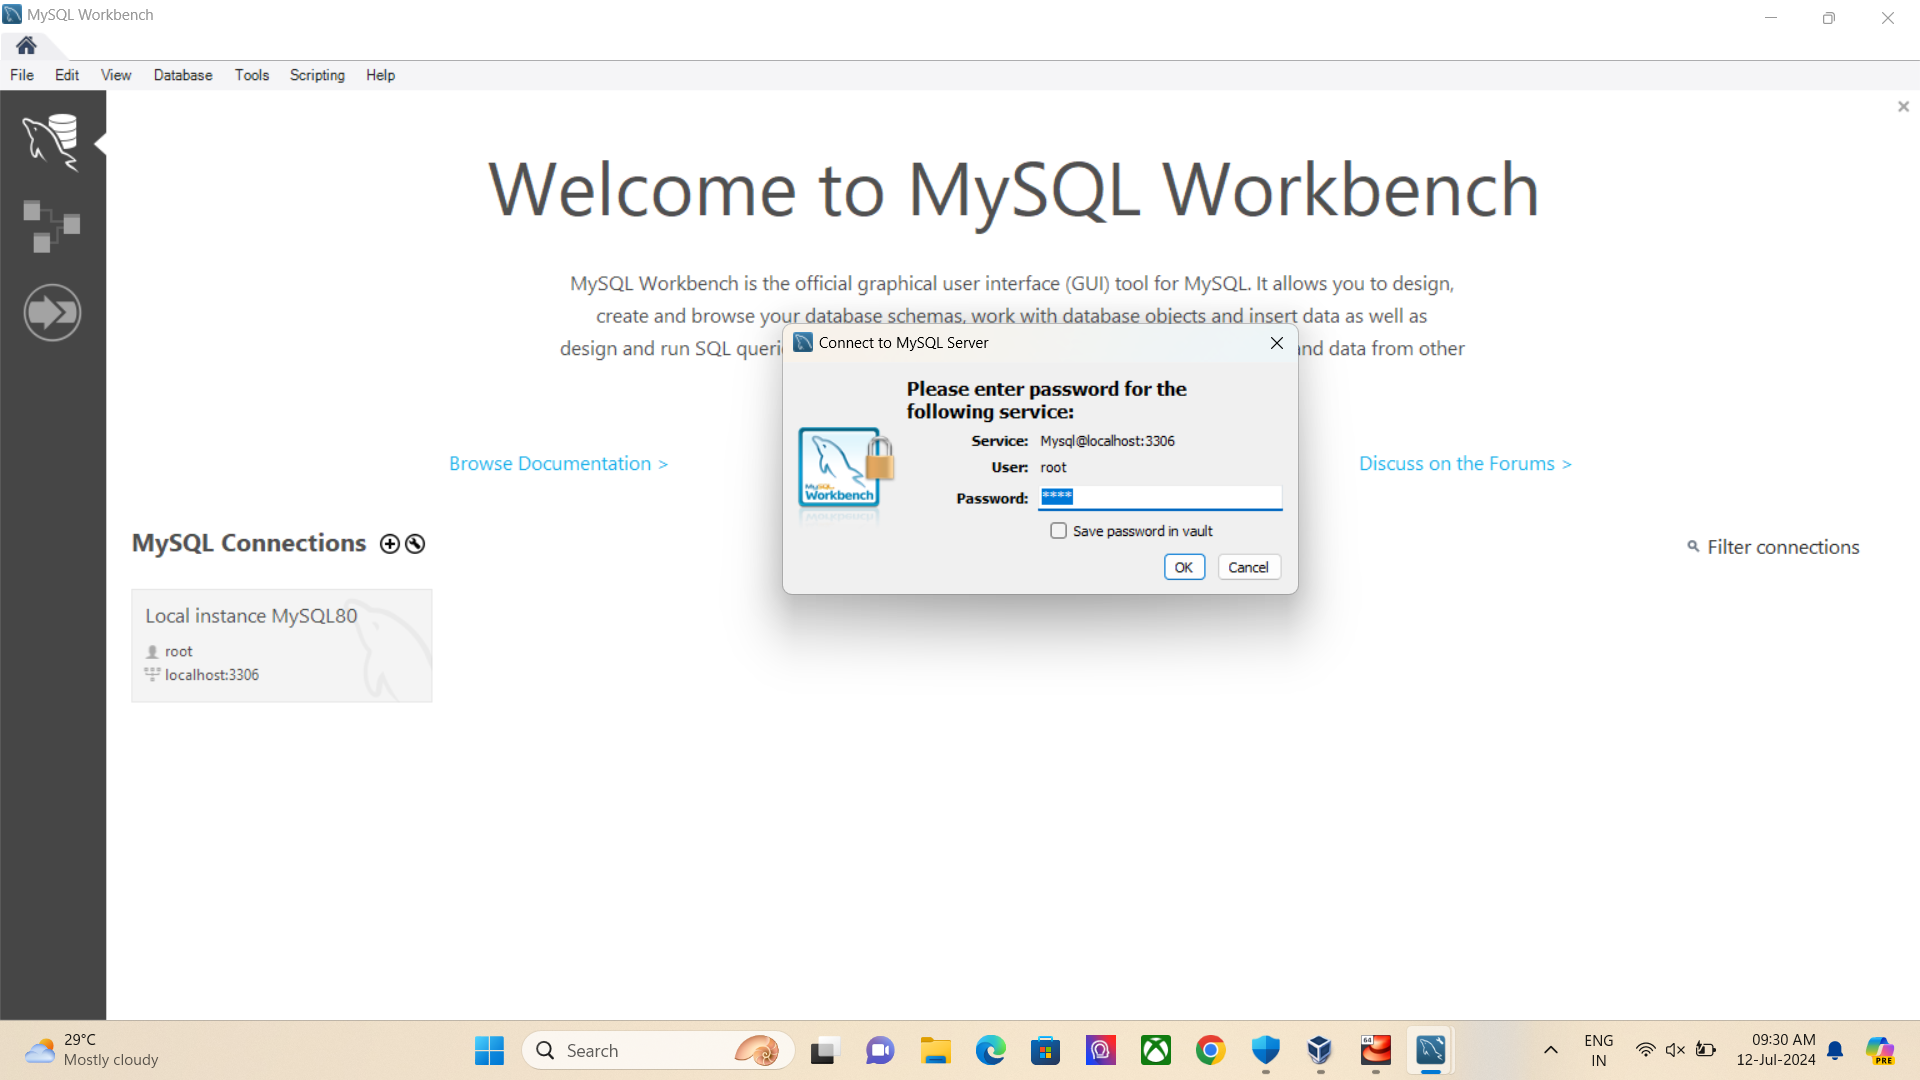 MySQL Workbench
File Edit View Database Tools Scripting Help
Welcome to MySQL Workbench
MySQL Workbench is the official graphical user interface (GUI) tool for MySQL. It allows you to design,
create and browse your database schemas, work with database objects and insert data as well as
design and run SQL queri
nd data from other
Connect to MySQL Server
Please enter password for the
following service:
Service: Mysql@localhost:3306
User: root
Password: ****
Save password in vault
OK Cancel
MySQL
Workbench
Browse Documentation >
Discuss on the Forums >
MySQL Connections
Filter connections
Local instance MySQL80
root
localhost:3306
29°C
Mostly cloudy
Search
64
ENG
IN
09:30 AM
12-Jul-2024
PRE